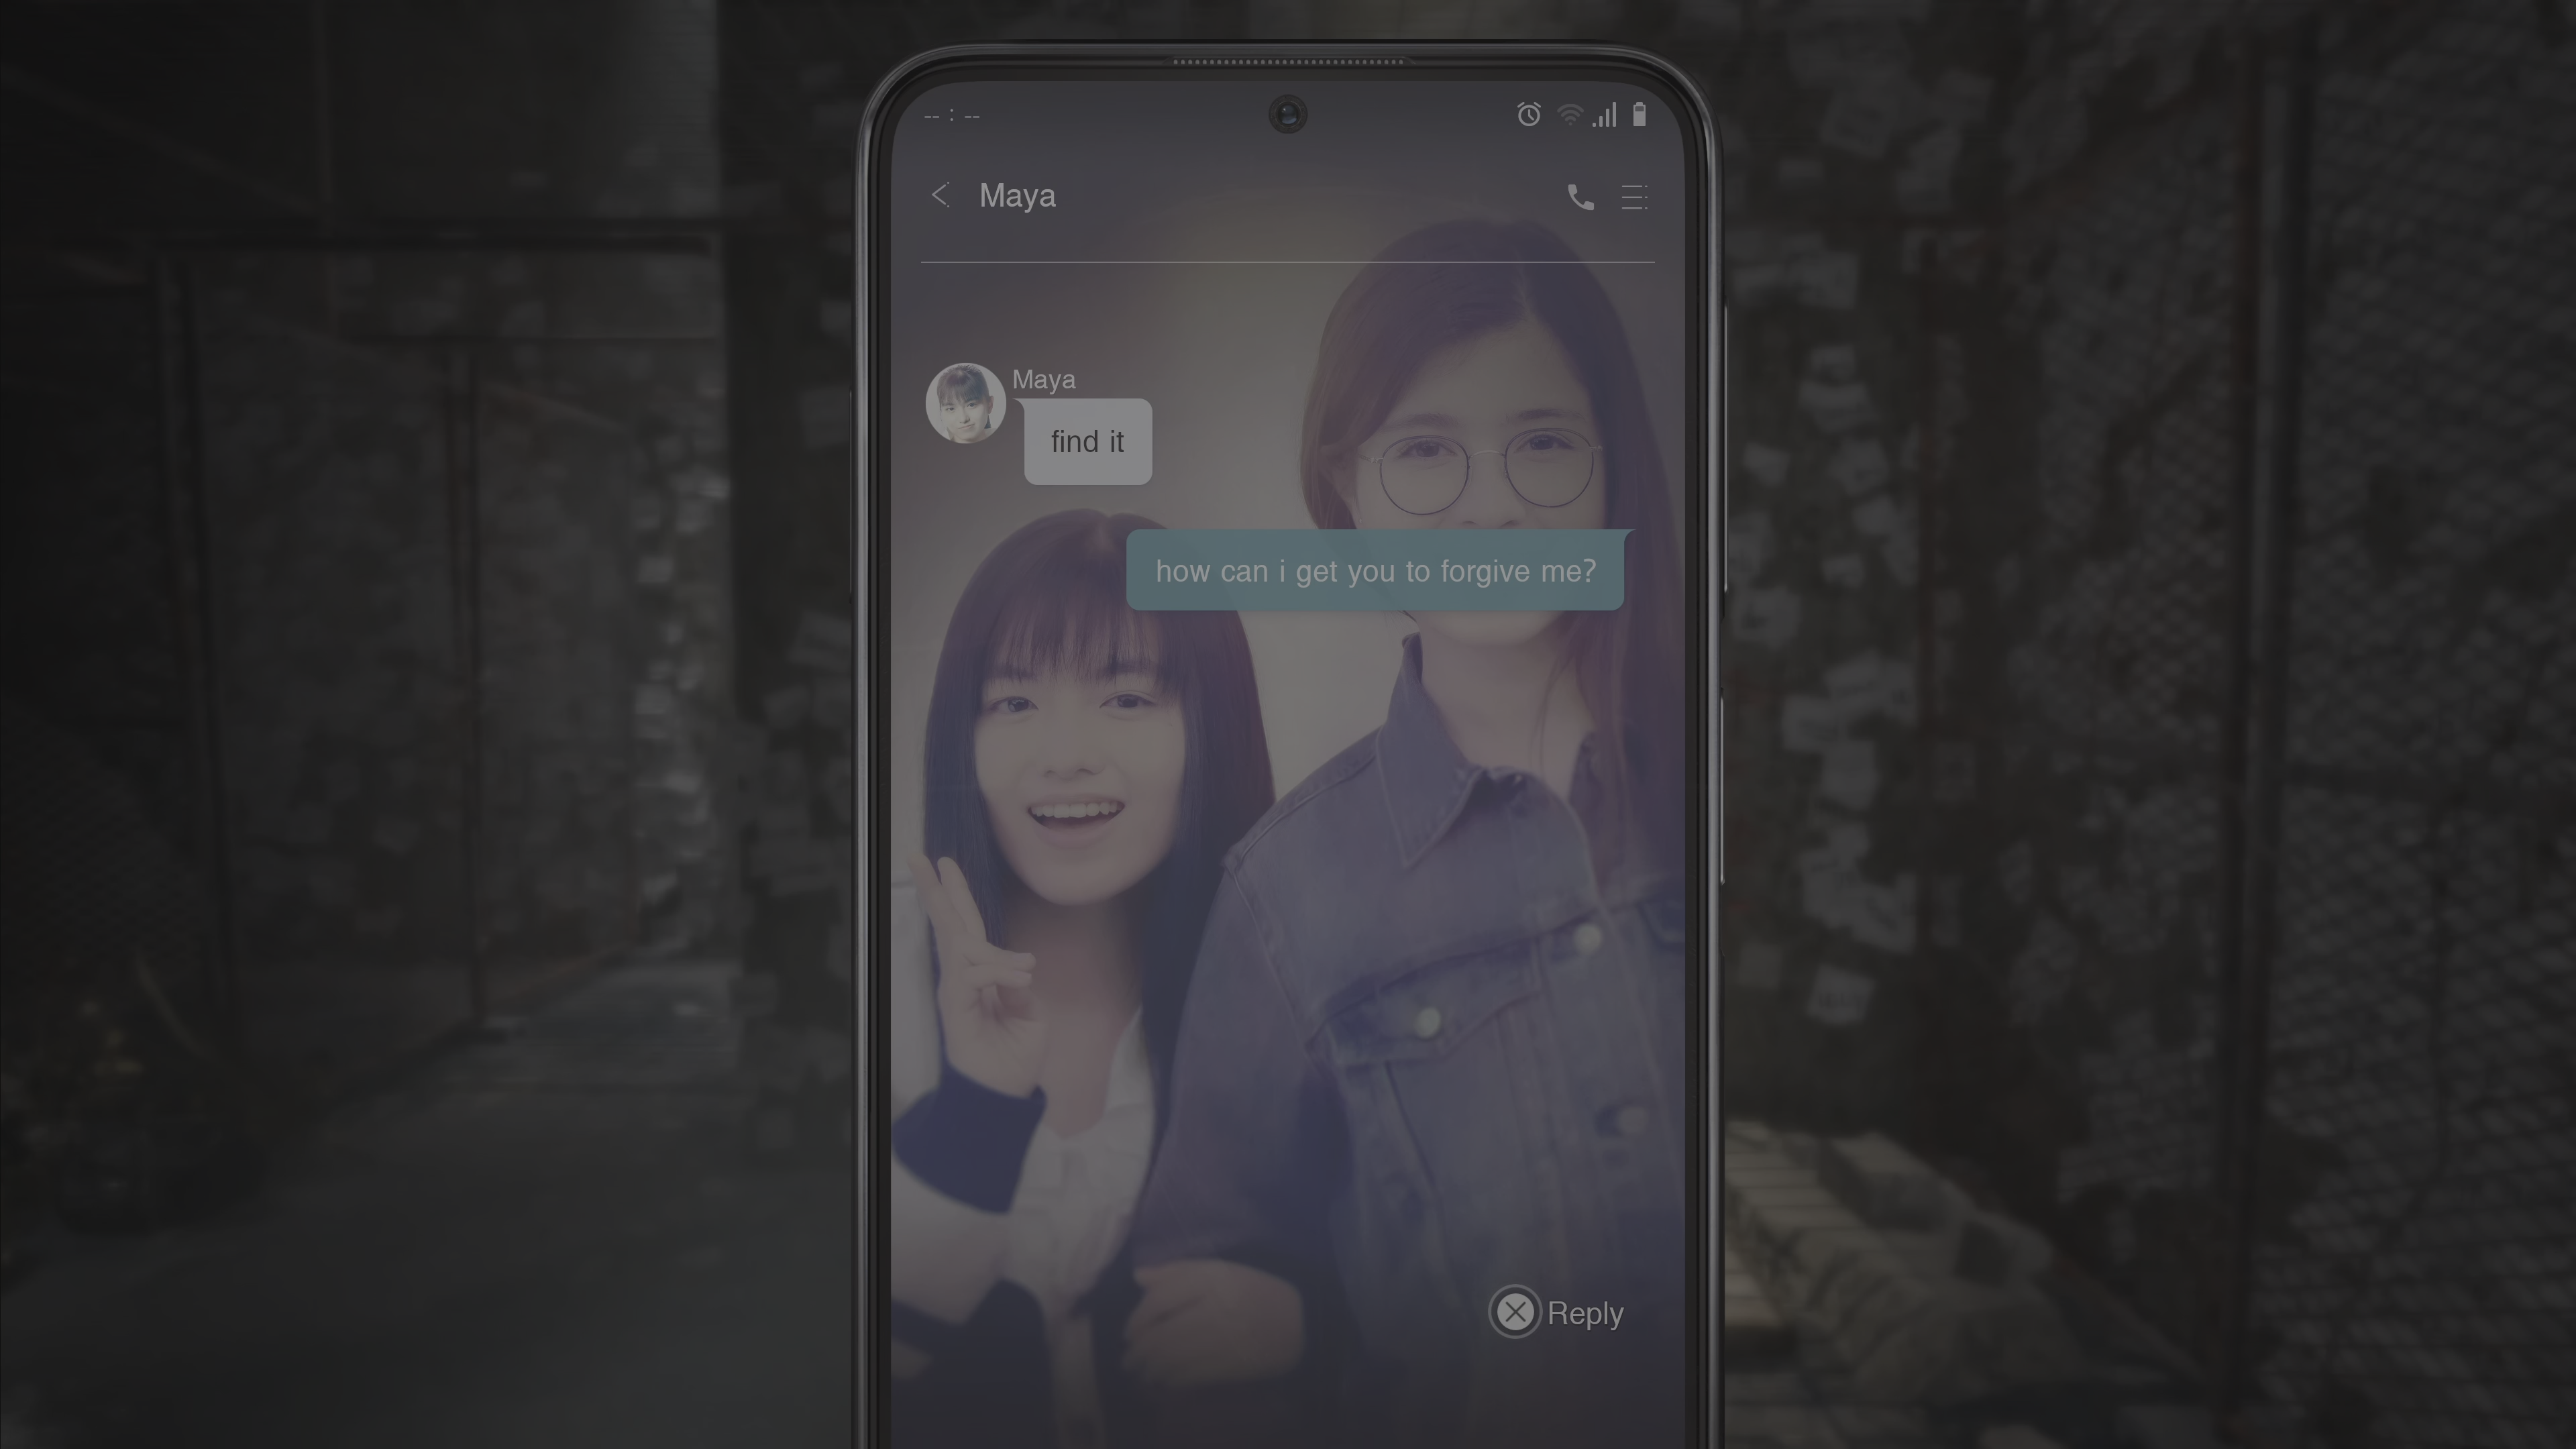 -- : --
Maya
Maya
find it
how can i get you to forgive me?
Reply